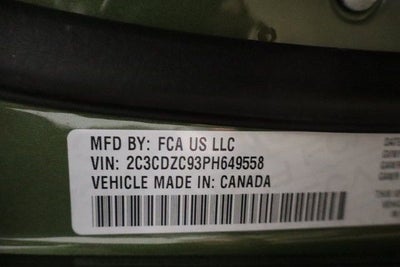 MFD BY: FCA US LLC
VIN: 2C3CDZC93PH649558
VEHICLE MADE IN: CANADA